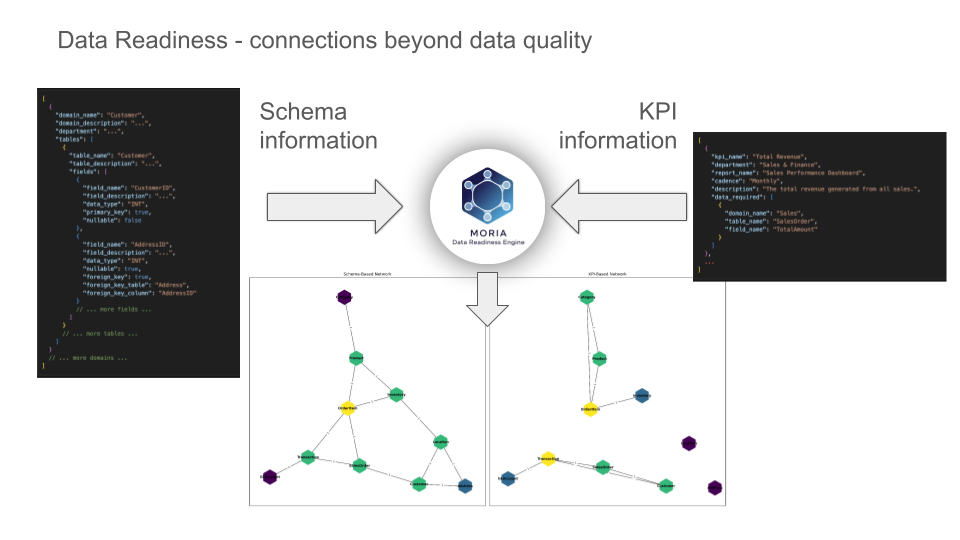 Data Readiness - connections beyond data quality
[
{
"domain_name": "Customer",
"domain_description": "...",
"department": "...",
"tables": [
{
"table_name": "Customer",
"table_description": "...",
"fields": [
{
"field_name": "CustomerID",
"field_description": "...",
"data_type": "INT",
"primary_key": true,
"nullable": false
},
{
"field_name": "AddressID",
"field_description": "...",
"data_type": "INT",
"nullable": true,
"foreign_key": true,
"foreign_key_table": "Address",
"foreign_key_column": "AddressID"
}
// ... more fields ...
]
}
// ... more tables ...
]
}
// ... more domains ...
]
Schema
information
KPI
information
MORIA
Data Readiness Engine
[
{
"kpi_name": "Total Revenue",
"department": "Sales & Finance",
"report_name": "Sales Performance Dashboard",
"cadence": "Monthly",
"description": "The total revenue generated from all sales.",
"data_required": [
{
"domain_name": "Sales",
"table_name": "SalesOrder",
"field_name": "TotalAmount"
}
]
},
...
]
Schema-Based Network
Product
Inventory
OrderItem
Location
Transaction
SalesOrder
Customer
Address
KPI-Based Network
Category
Product
Inventory
OrderItem
Transaction
SalesOrder
Customer